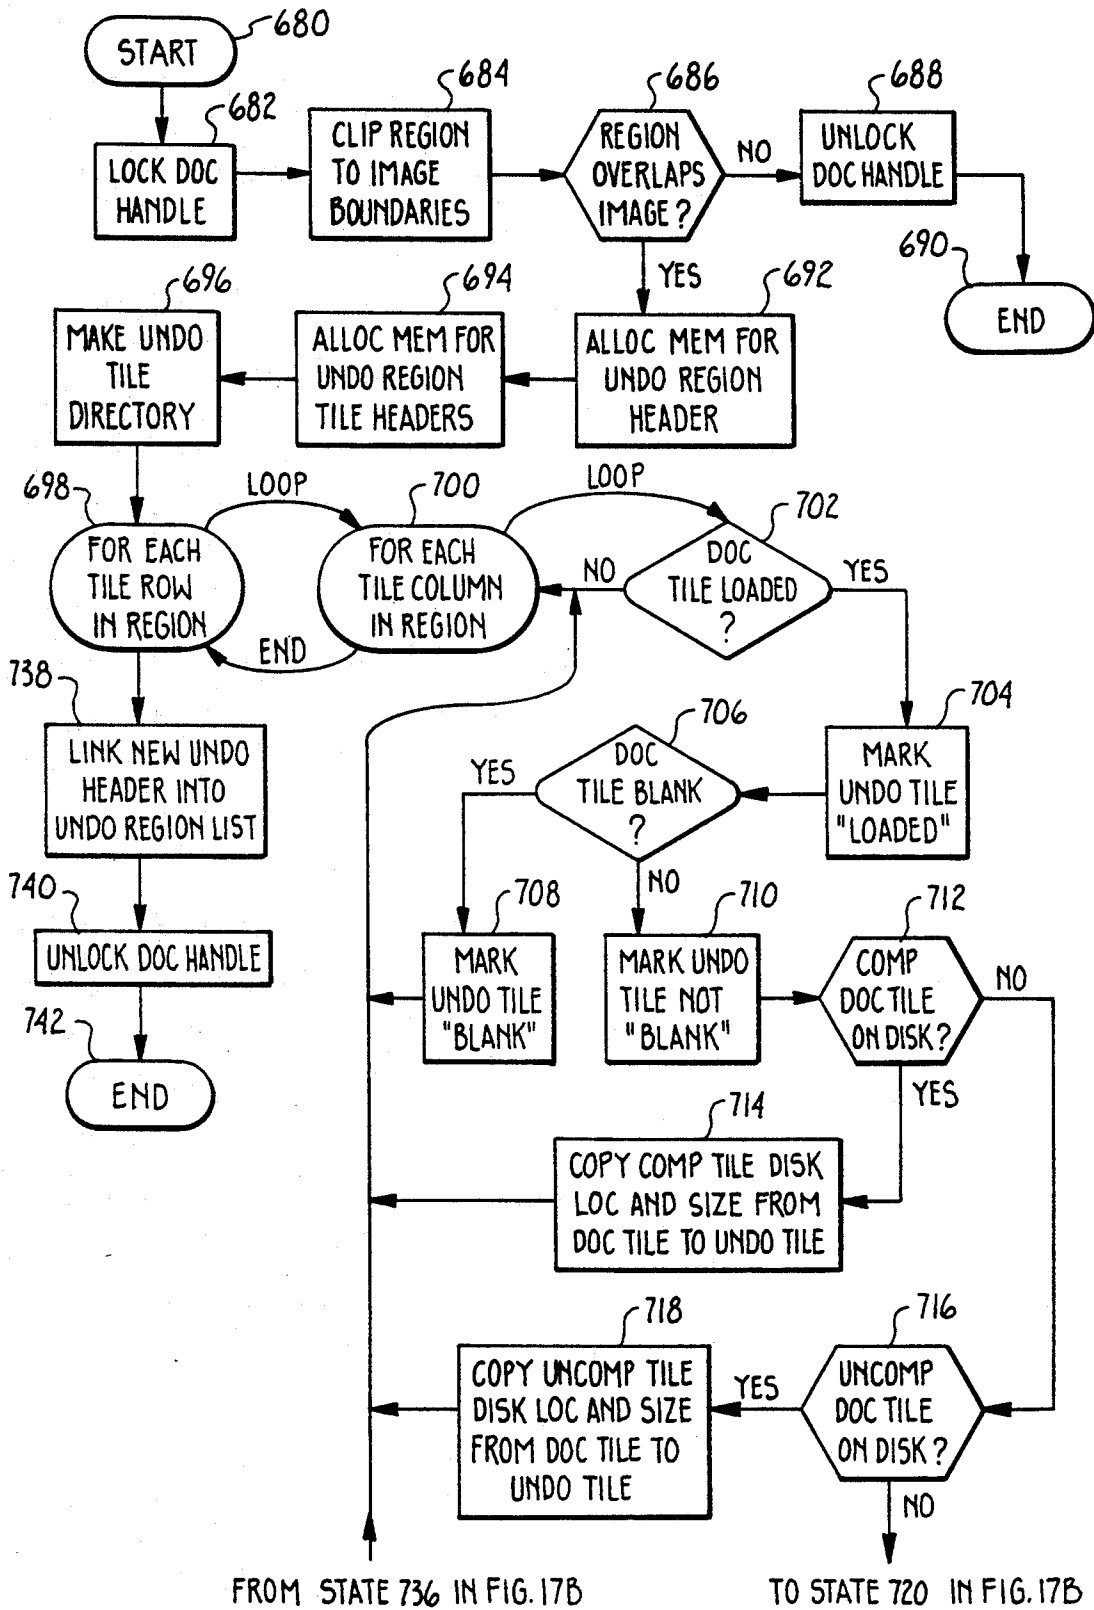 680
START
682
684
686
688
LOCK DOC
HANDLE
CLIP REGION
TO IMAGE
BOUNDARIES
REGION
OVERLAPS
IMAGE?
NO
UNLOCK
DOC HANDLE
YES
690
END
696
694
692
MAKE UNDO
TILE
DIRECTORY
ALLOC MEM FOR
UNDO REGION
TILE HEADERS
ALLOC MEM FOR
UNDO REGION
HEADER
698
LOOP
700
LOOP
702
FOR EACH
TILE ROW
IN REGION
FOR EACH
TILE COLUMN
IN REGION
NO
DOC
TILE LOADED
?
YES
END
738
704
706
LINK NEW UNDO
HEADER INTO
UNDO REGION LIST
YES
DOC
TILE BLANK
?
MARK
UNDO TILE
"LOADED"
NO
740
708
710
712
UNLOCK DOC HANDLE
MARK
UNDO TILE
"BLANK"
MARK UNDO
TILE NOT
"BLANK"
COMP
DOC TILE
ON DISK?
NO
742
END
YES
714
COPY COMP TILE DISK
LOC AND SIZE FROM
DOC TILE TO UNDO TILE
718
716
COPY UNCOMP TILE
DISK LOC AND SIZE
FROM DOC TILE TO
UNDO TILE
YES
UNCOMP
DOC TILE
ON DISK?
NO
FROM STATE 736 IN FIG. 17B
TO STATE 720 IN FIG. 17B